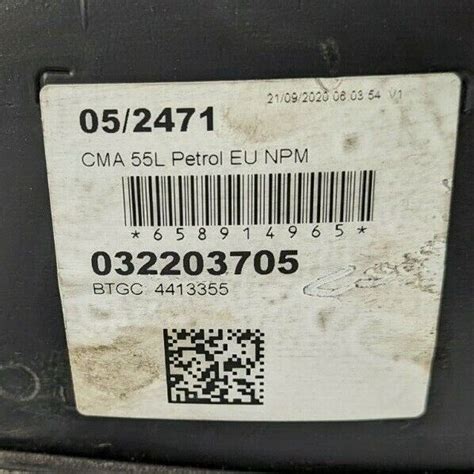 21/09/2020 06 03 54 V1
05/2471
CMA 55L Petrol EU NPM
*658914965*
032203705
BTGC 4413355